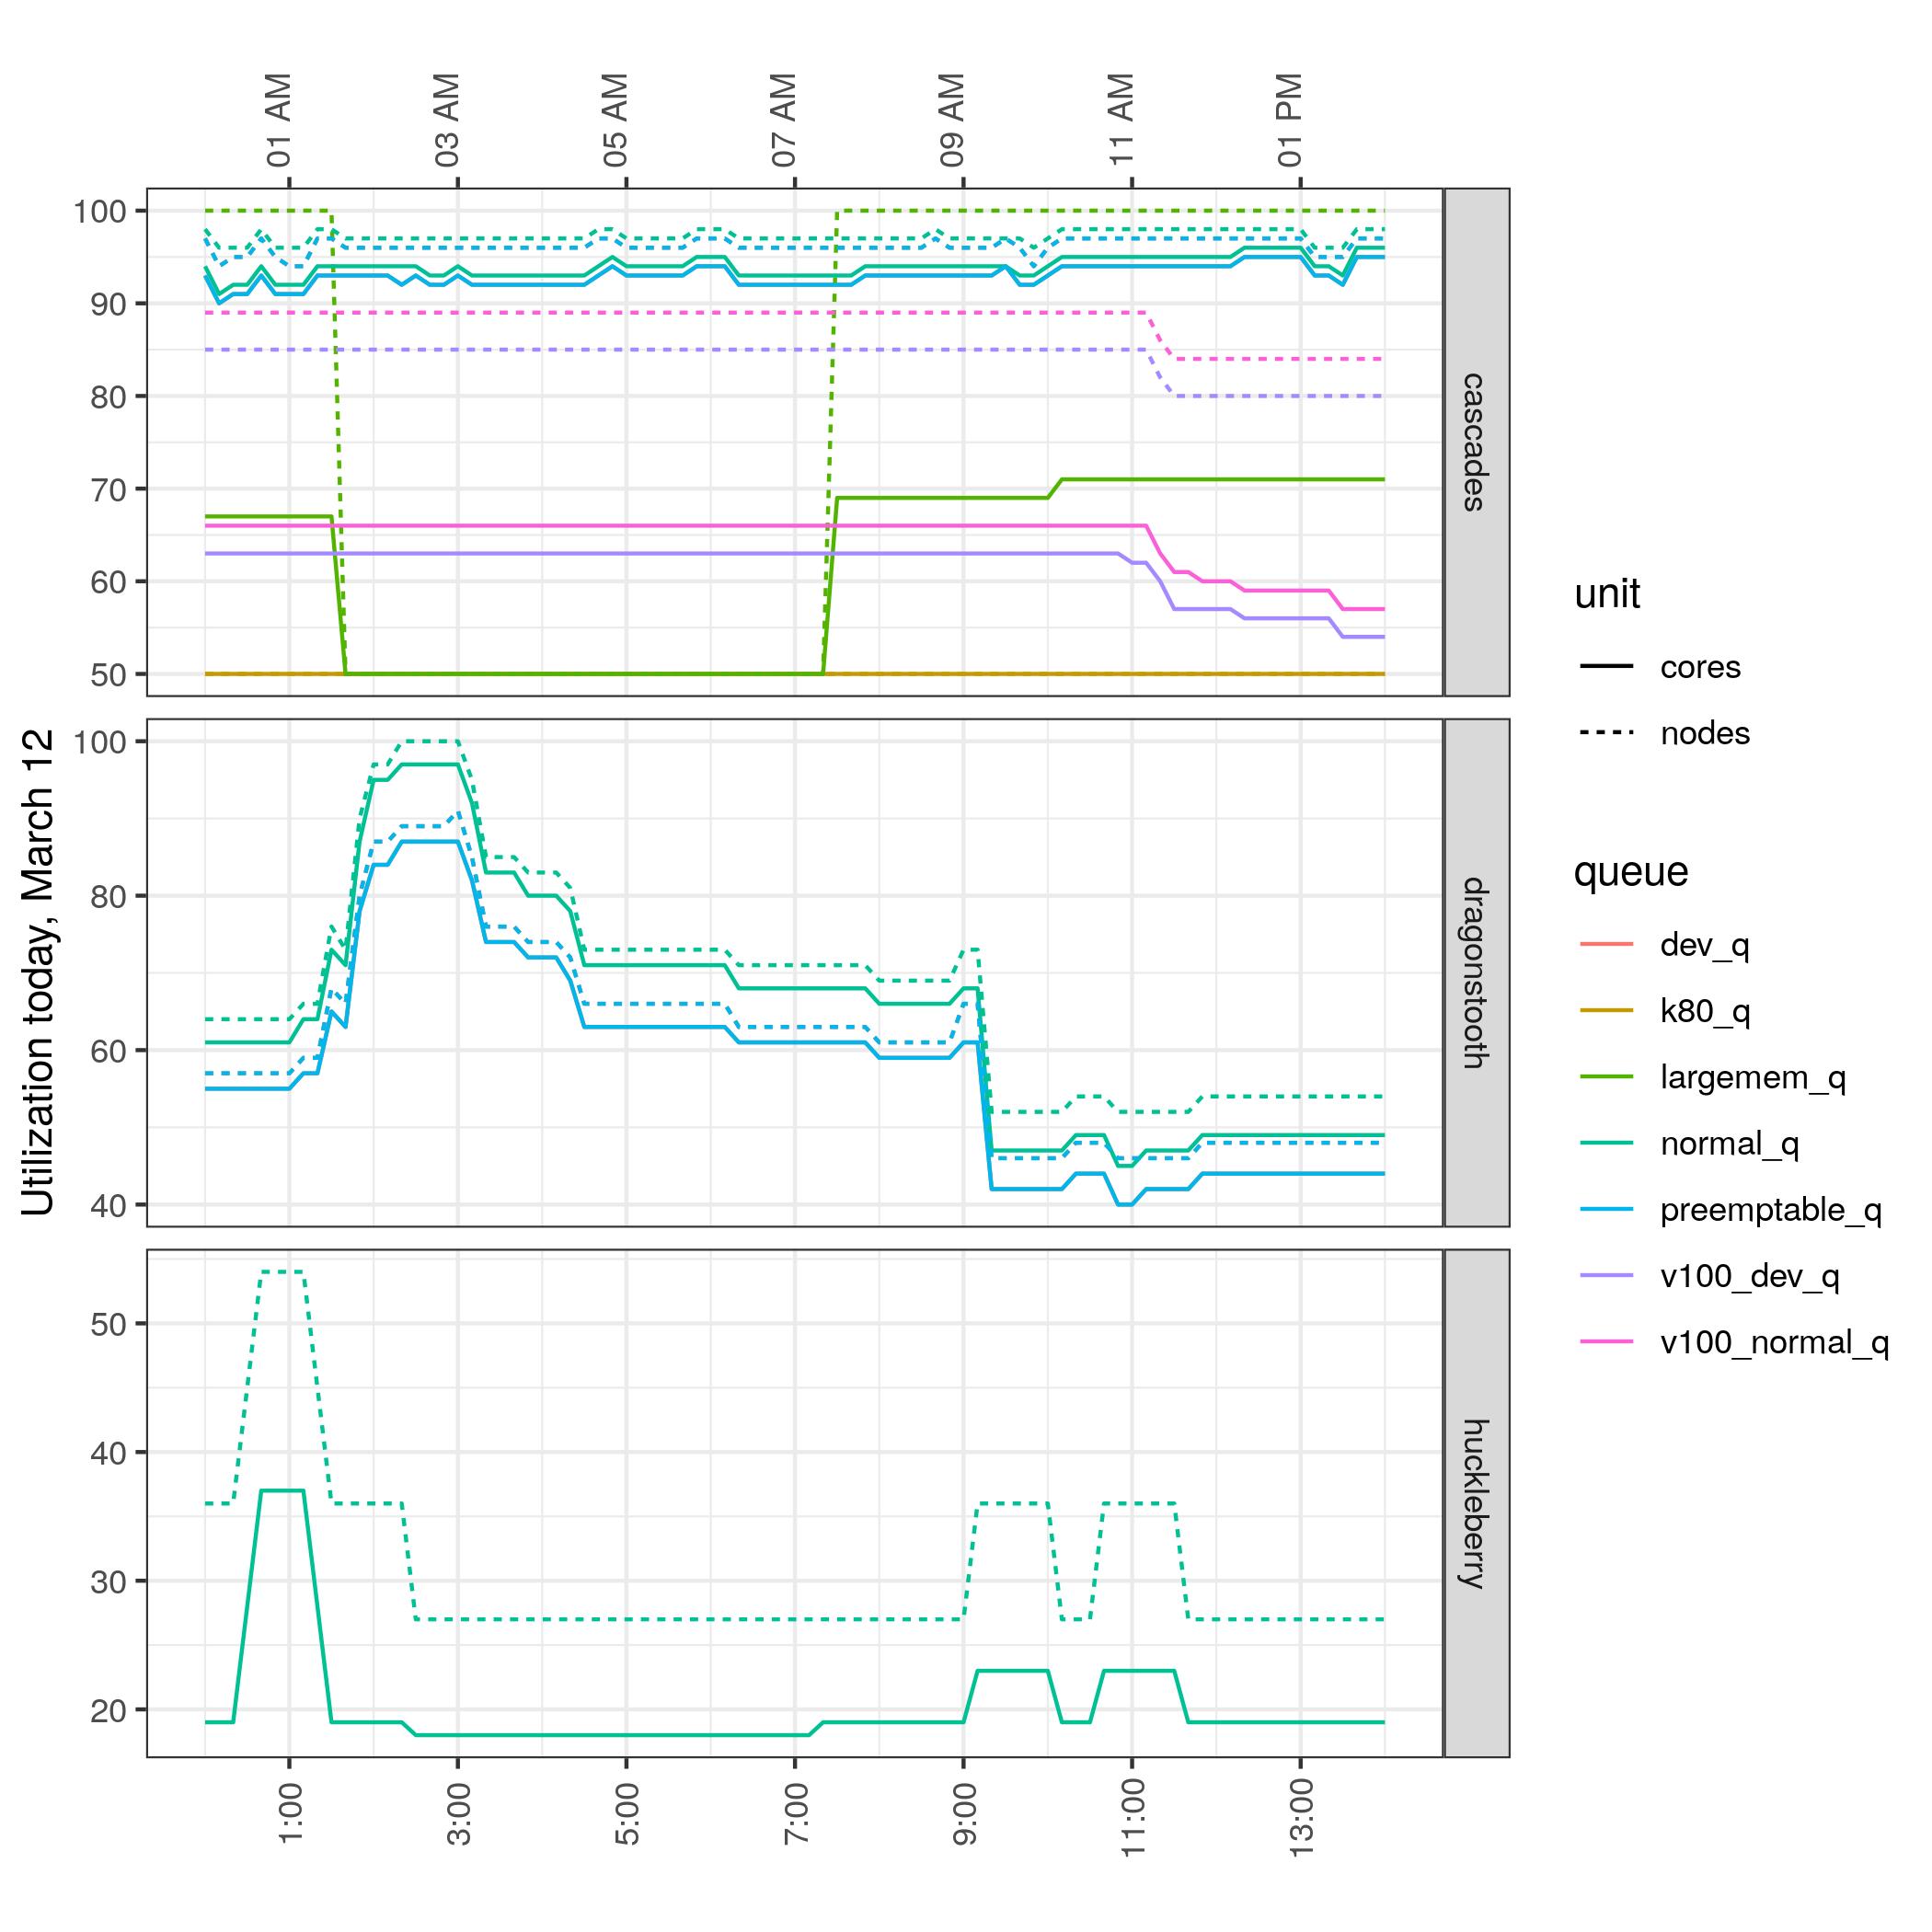 01 AM
03 AM
05 AM
07 AM
09 AM
11 AM
01 PM
Utilization today, March 12
100
90
80
70
60
50
cascades
100
80
60
40
dragonstooth
50
40
30
20
huckleberry
1:00
3:00
5:00
7:00
9:00
11:00
13:00
unit
cores
nodes
queue
dev_q
k80_q
largemem_q
normal_q
preemptable_q
v100_dev_q
v100_normal_q